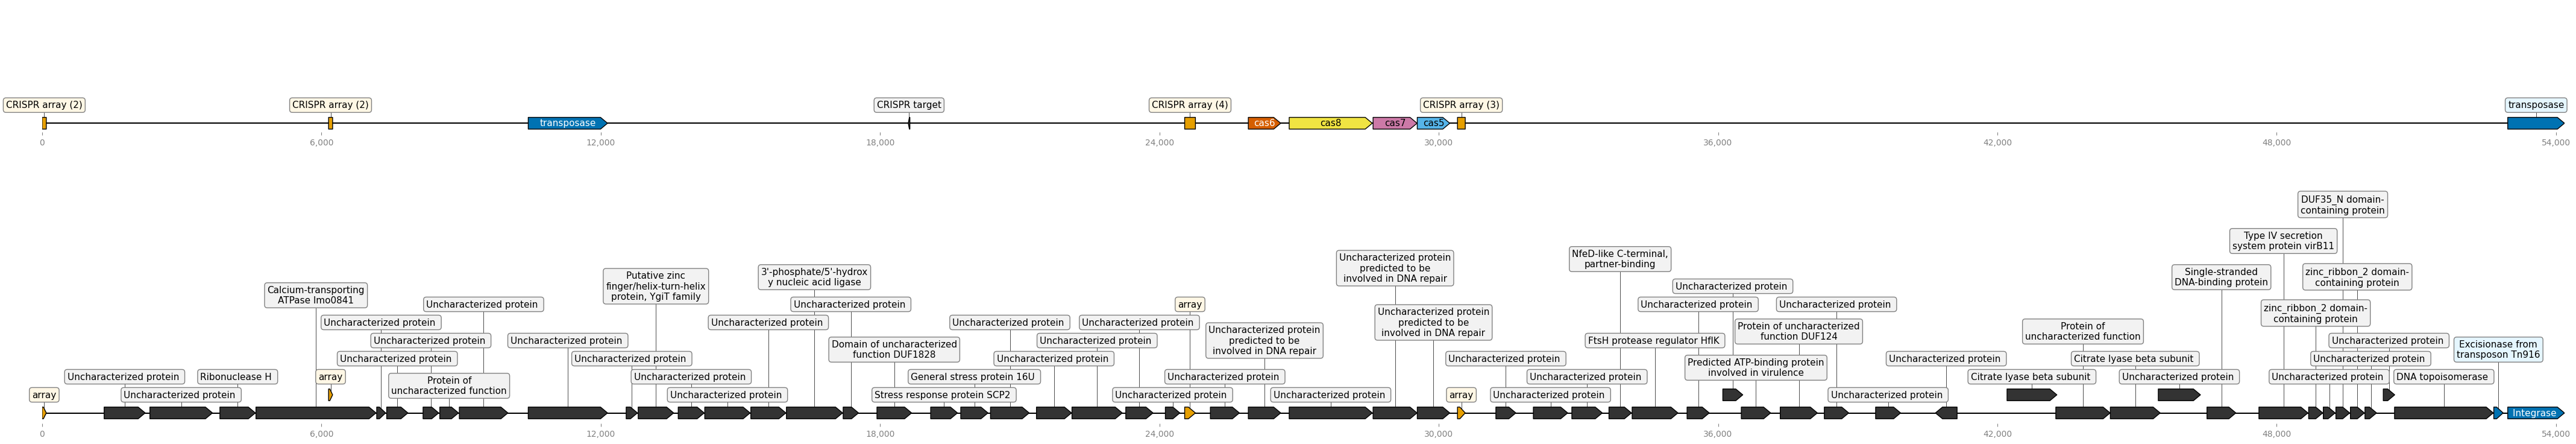 CRISPR array (2)
CRISPR array (2)
CRISPR target
CRISPR array (4)
CRISPR array (3)
transposase
transposase
cas6
cas8
cas7
cas5
0
6,000
12,000
18,000
24,000
30,000
36,000
42,000
48,000
54,000
DUF35_N domain-
containing protein
Type IV secretion
system protein virB11
Uncharacterized protein
predicted to be
involved in DNA repair
NfeD-like C-terminal,
partner-binding
3'-phosphate/5'-hydrox
y nucleic acid ligase
Single-stranded
DNA-binding protein
zinc_ribbon_2 domain-
containing protein
Putative zinc
finger/helix-turn-helix
protein, YgiT family
Calcium-transporting
ATPase lmo0841
Uncharacterized protein
Uncharacterized protein
Uncharacterized protein
array
Uncharacterized protein
Uncharacterized protein
Uncharacterized protein
zinc_ribbon_2 domain-
containing protein
Uncharacterized protein
predicted to be
involved in DNA repair
Uncharacterized protein
Uncharacterized protein
Uncharacterized protein
Uncharacterized protein
Uncharacterized protein
predicted to be
involved in DNA repair
Protein of uncharacterized
function DUF124
Protein of
uncharacterized function
Uncharacterized protein
Uncharacterized protein
Domain of uncharacterized
function DUF1828
Uncharacterized protein
FtsH protease regulator HflK
Uncharacterized protein
Excisionase from
transposon Tn916
Uncharacterized protein
Uncharacterized protein
Uncharacterized protein
Uncharacterized protein
Predicted ATP-binding protein
involved in virulence
Uncharacterized protein
Citrate lyase beta subunit
Uncharacterized protein
Uncharacterized protein
Ribonuclease H
array
Protein of
uncharacterized function
Uncharacterized protein
General stress protein 16U
Uncharacterized protein
Uncharacterized protein
Citrate lyase beta subunit
Uncharacterized protein
Uncharacterized protein
DNA topoisomerase
array
Uncharacterized protein
Uncharacterized protein
Stress response protein SCP2
Uncharacterized protein
Uncharacterized protein
array
Uncharacterized protein
Uncharacterized protein
Integrase
0
6,000
12,000
18,000
24,000
30,000
36,000
42,000
48,000
54,000